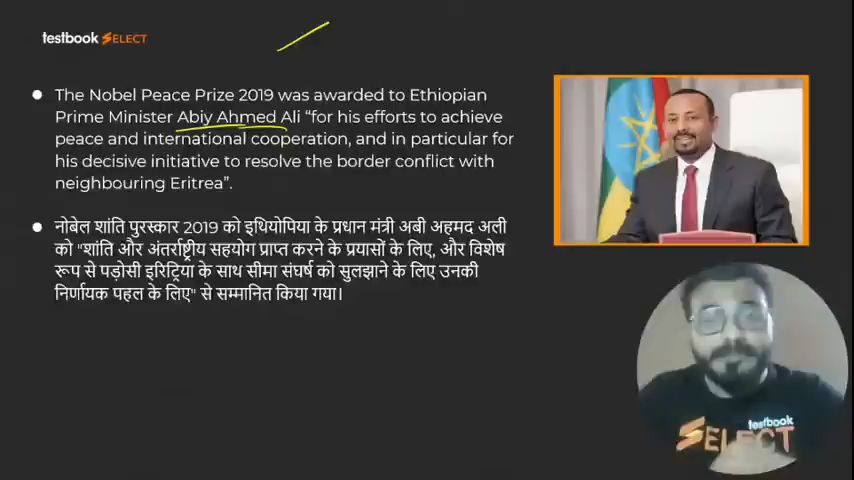 testbook SELECT
The Nobel Peace Prize 2019 was awarded to Ethiopian
Prime Minister Abiy Ahmed Ali “for his efforts to achieve
peace and international cooperation, and in particular for
his decisive initiative to resolve the border conflict with
neighbouring Eritrea”.
नोबेल शांति पुरस्कार 2019 को इथियोपिया के प्रधान मंत्री अबी अहमद अली
को "शांति और अंतर्राष्ट्रीय सहयोग प्राप्त करने के प्रयासों के लिए, और विशेष
रूप से पड़ोसी इरिट्रिया के साथ सीमा संघर्ष को सुलझाने के लिए उनकी
निर्णायक पहल के लिए" से सम्मानित किया गया।
testbook
SELECT